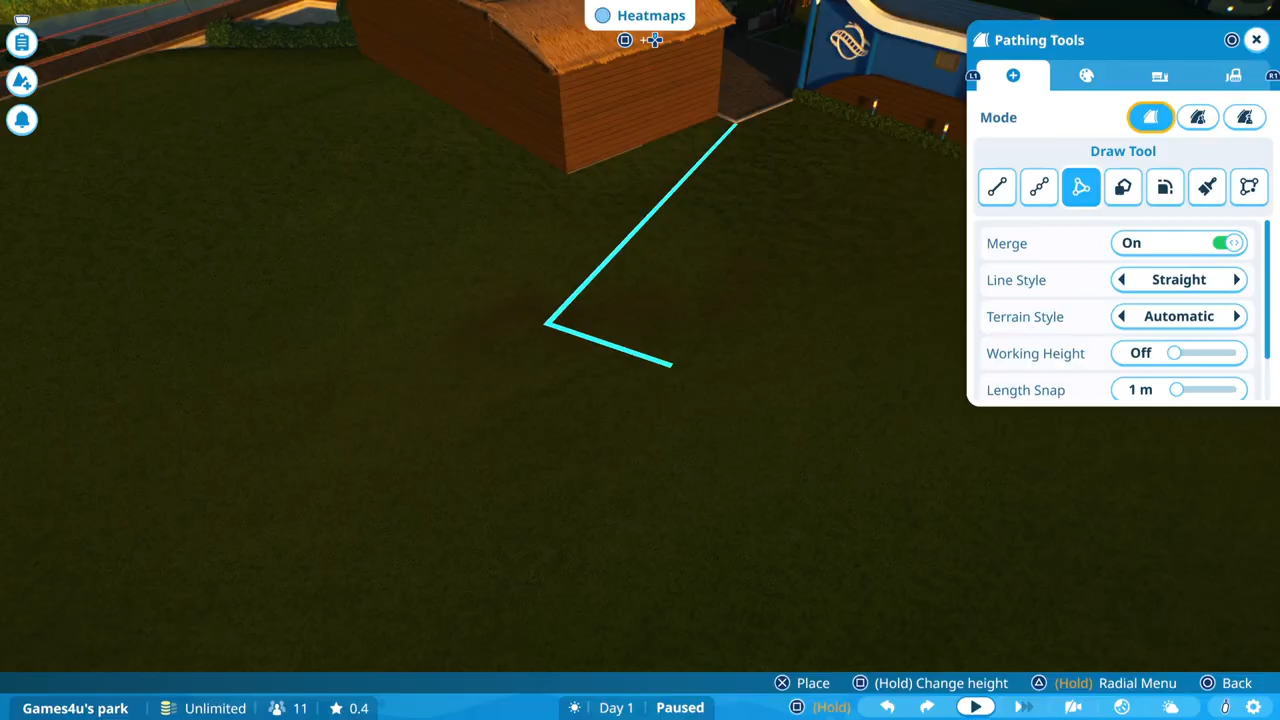 Heatmaps
Pathing Tools
L1
R1
Mode
Draw Tool
Merge On
Line Style Straight
Terrain Style Automatic
Working Height Off
Length Snap 1 m
Place (Hold) Change height (Hold) Radial Menu Back
Games4u's park Unlimited 11 0.4 Day 1 Paused (Hold)